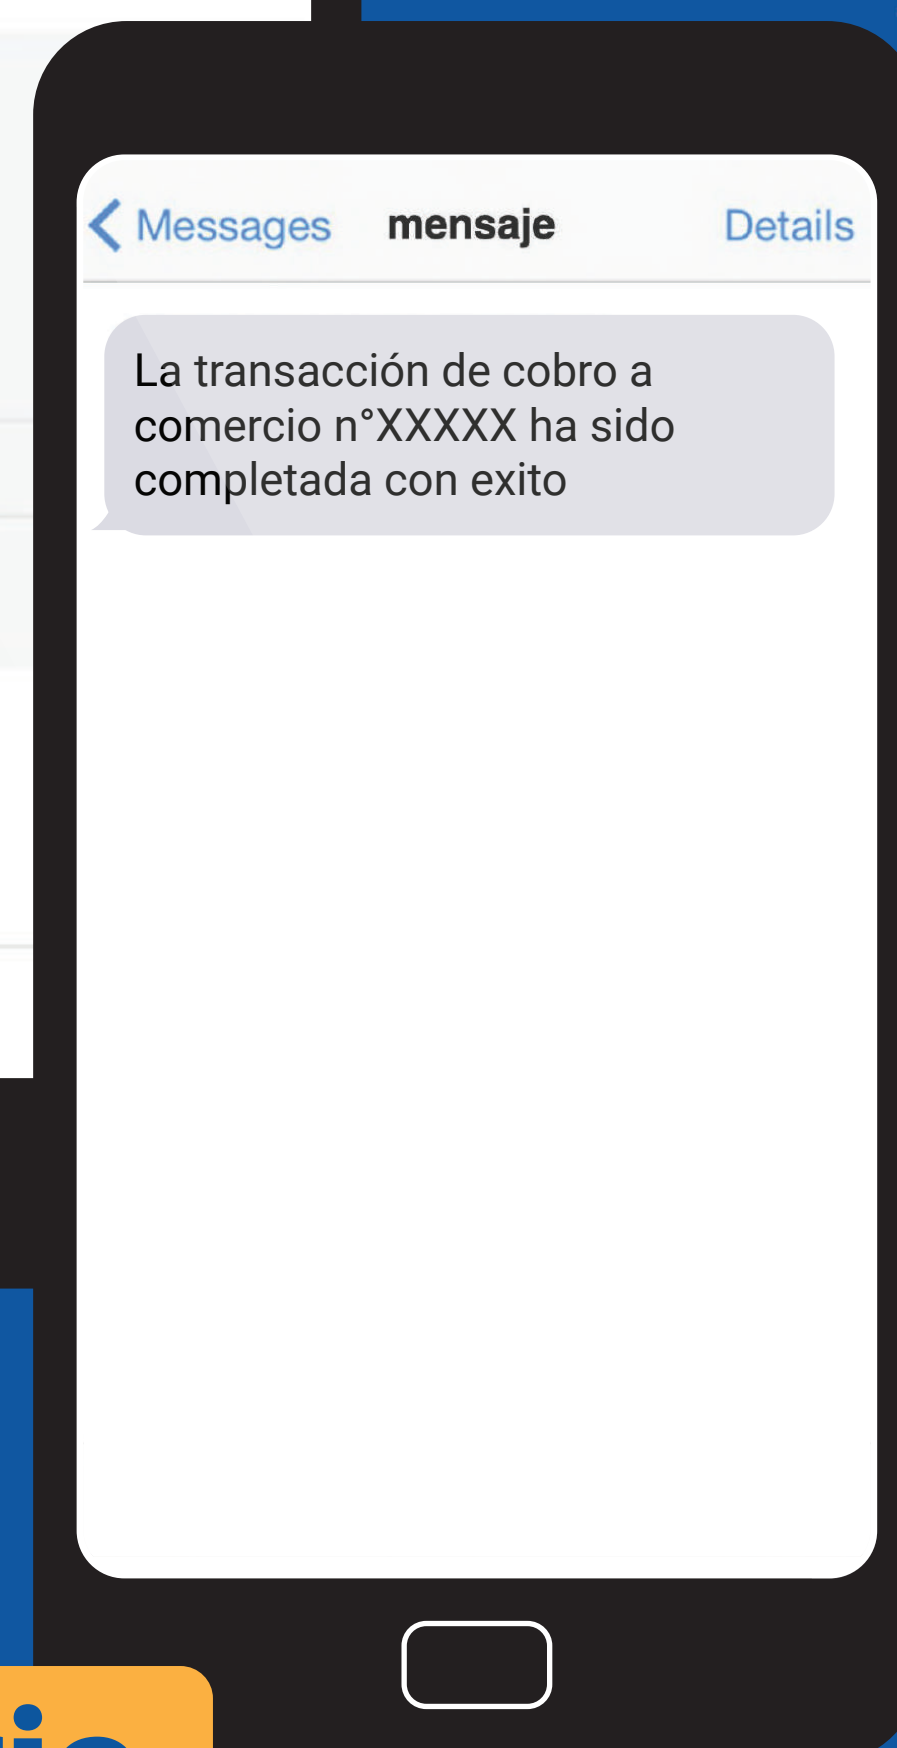 Messages mensaje Details
La transacción de cobro a
comercio n°XXXXX ha sido
completada con exito